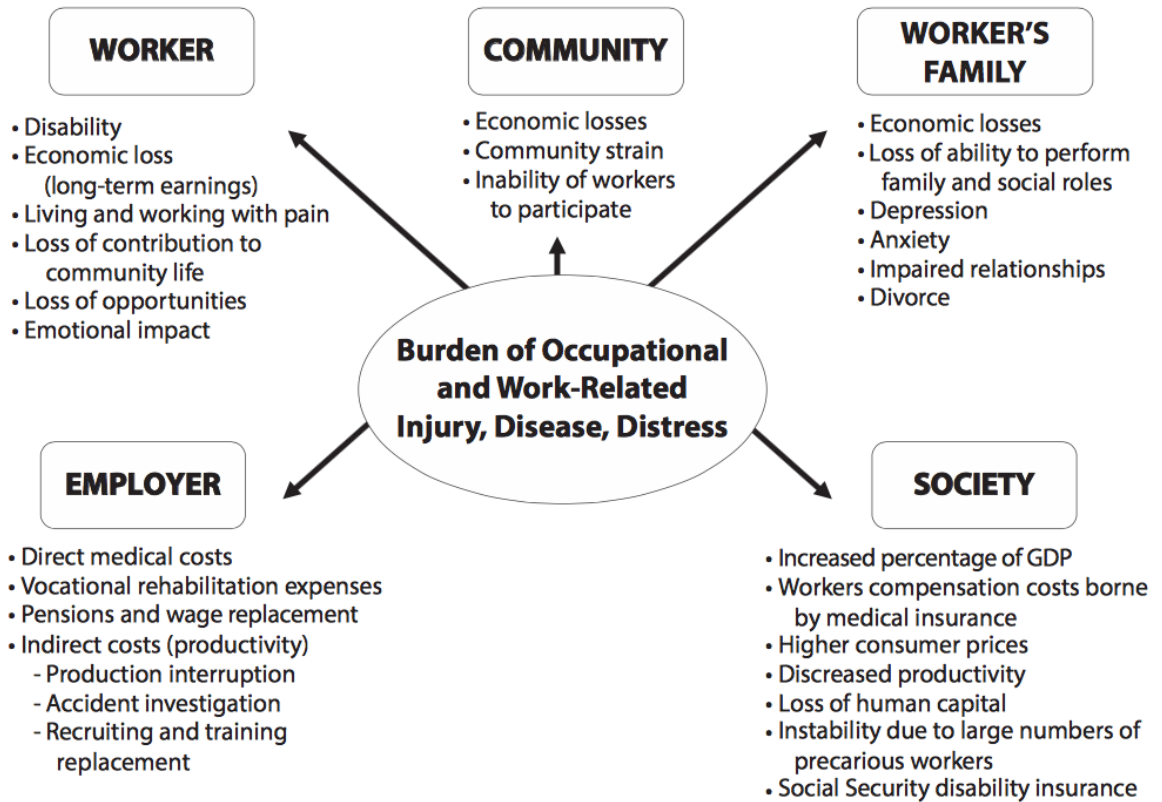 WORKER
• Disability
• Economic loss
(long-term earnings)
• Living and working with pain
• Loss of contribution to
community life
• Loss of opportunities
• Emotional impact
COMMUNITY
• Economic losses
• Community strain
• Inability of workers
to participate
WORKER'S
FAMILY
• Economic losses
• Loss of ability to perform
family and social roles
• Depression
• Anxiety
• Impaired relationships
• Divorce
Burden of Occupational
and Work-Related
Injury, Disease, Distress
EMPLOYER
• Direct medical costs
• Vocational rehabilitation expenses
• Pensions and wage replacement
• Indirect costs (productivity)
- Production interruption
- Accident investigation
- Recruiting and training
replacement
SOCIETY
• Increased percentage of GDP
• Workers compensation costs borne
by medical insurance
• Higher consumer prices
• Discreased productivity
• Loss of human capital
• Instability due to large numbers of
precarious workers
• Social Security disability insurance